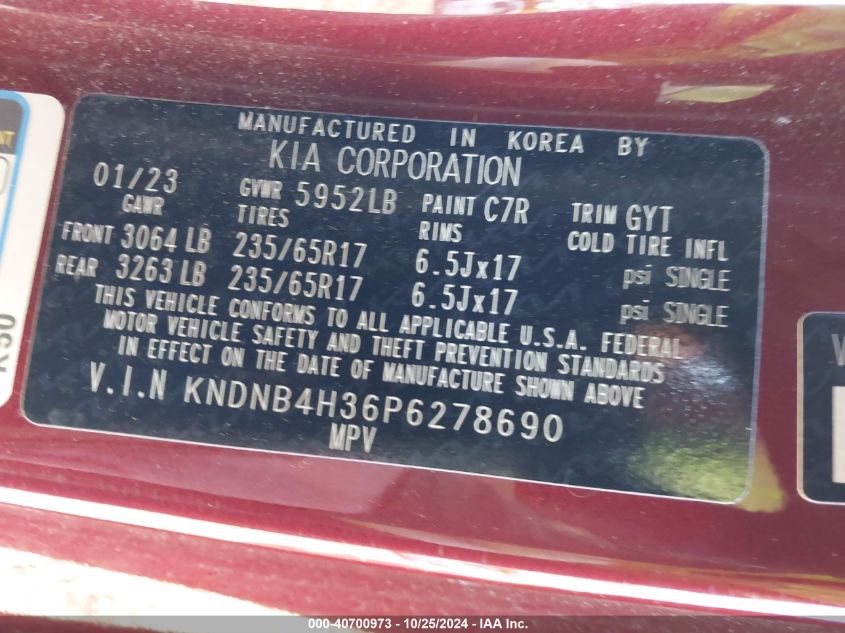 MANUFACTURED IN KOREA BY
KIA CORPORATION
01/23 GVWR 5952LB PAINT C7R TRIM GYT
GAWR TIRES RIMS COLD TIRE INFL
FRONT 3064 LB 235/65R17 6.5Jx17 psi SINGLE
REAR 3263 LB 235/65R17 6.5Jx17 psi SINGLE
THIS VEHICLE CONFORMS TO ALL APPLICABLE U.S.A. FEDERAL
MOTOR VEHICLE SAFETY AND THEFT PREVENTION STANDARDS
IN EFFECT ON THE DATE OF MANUFACTURE SHOWN ABOVE
V.I.N KNDNB4H36P6278690
MPV
000-40700973 - 10/25/2024 - IAA Inc.